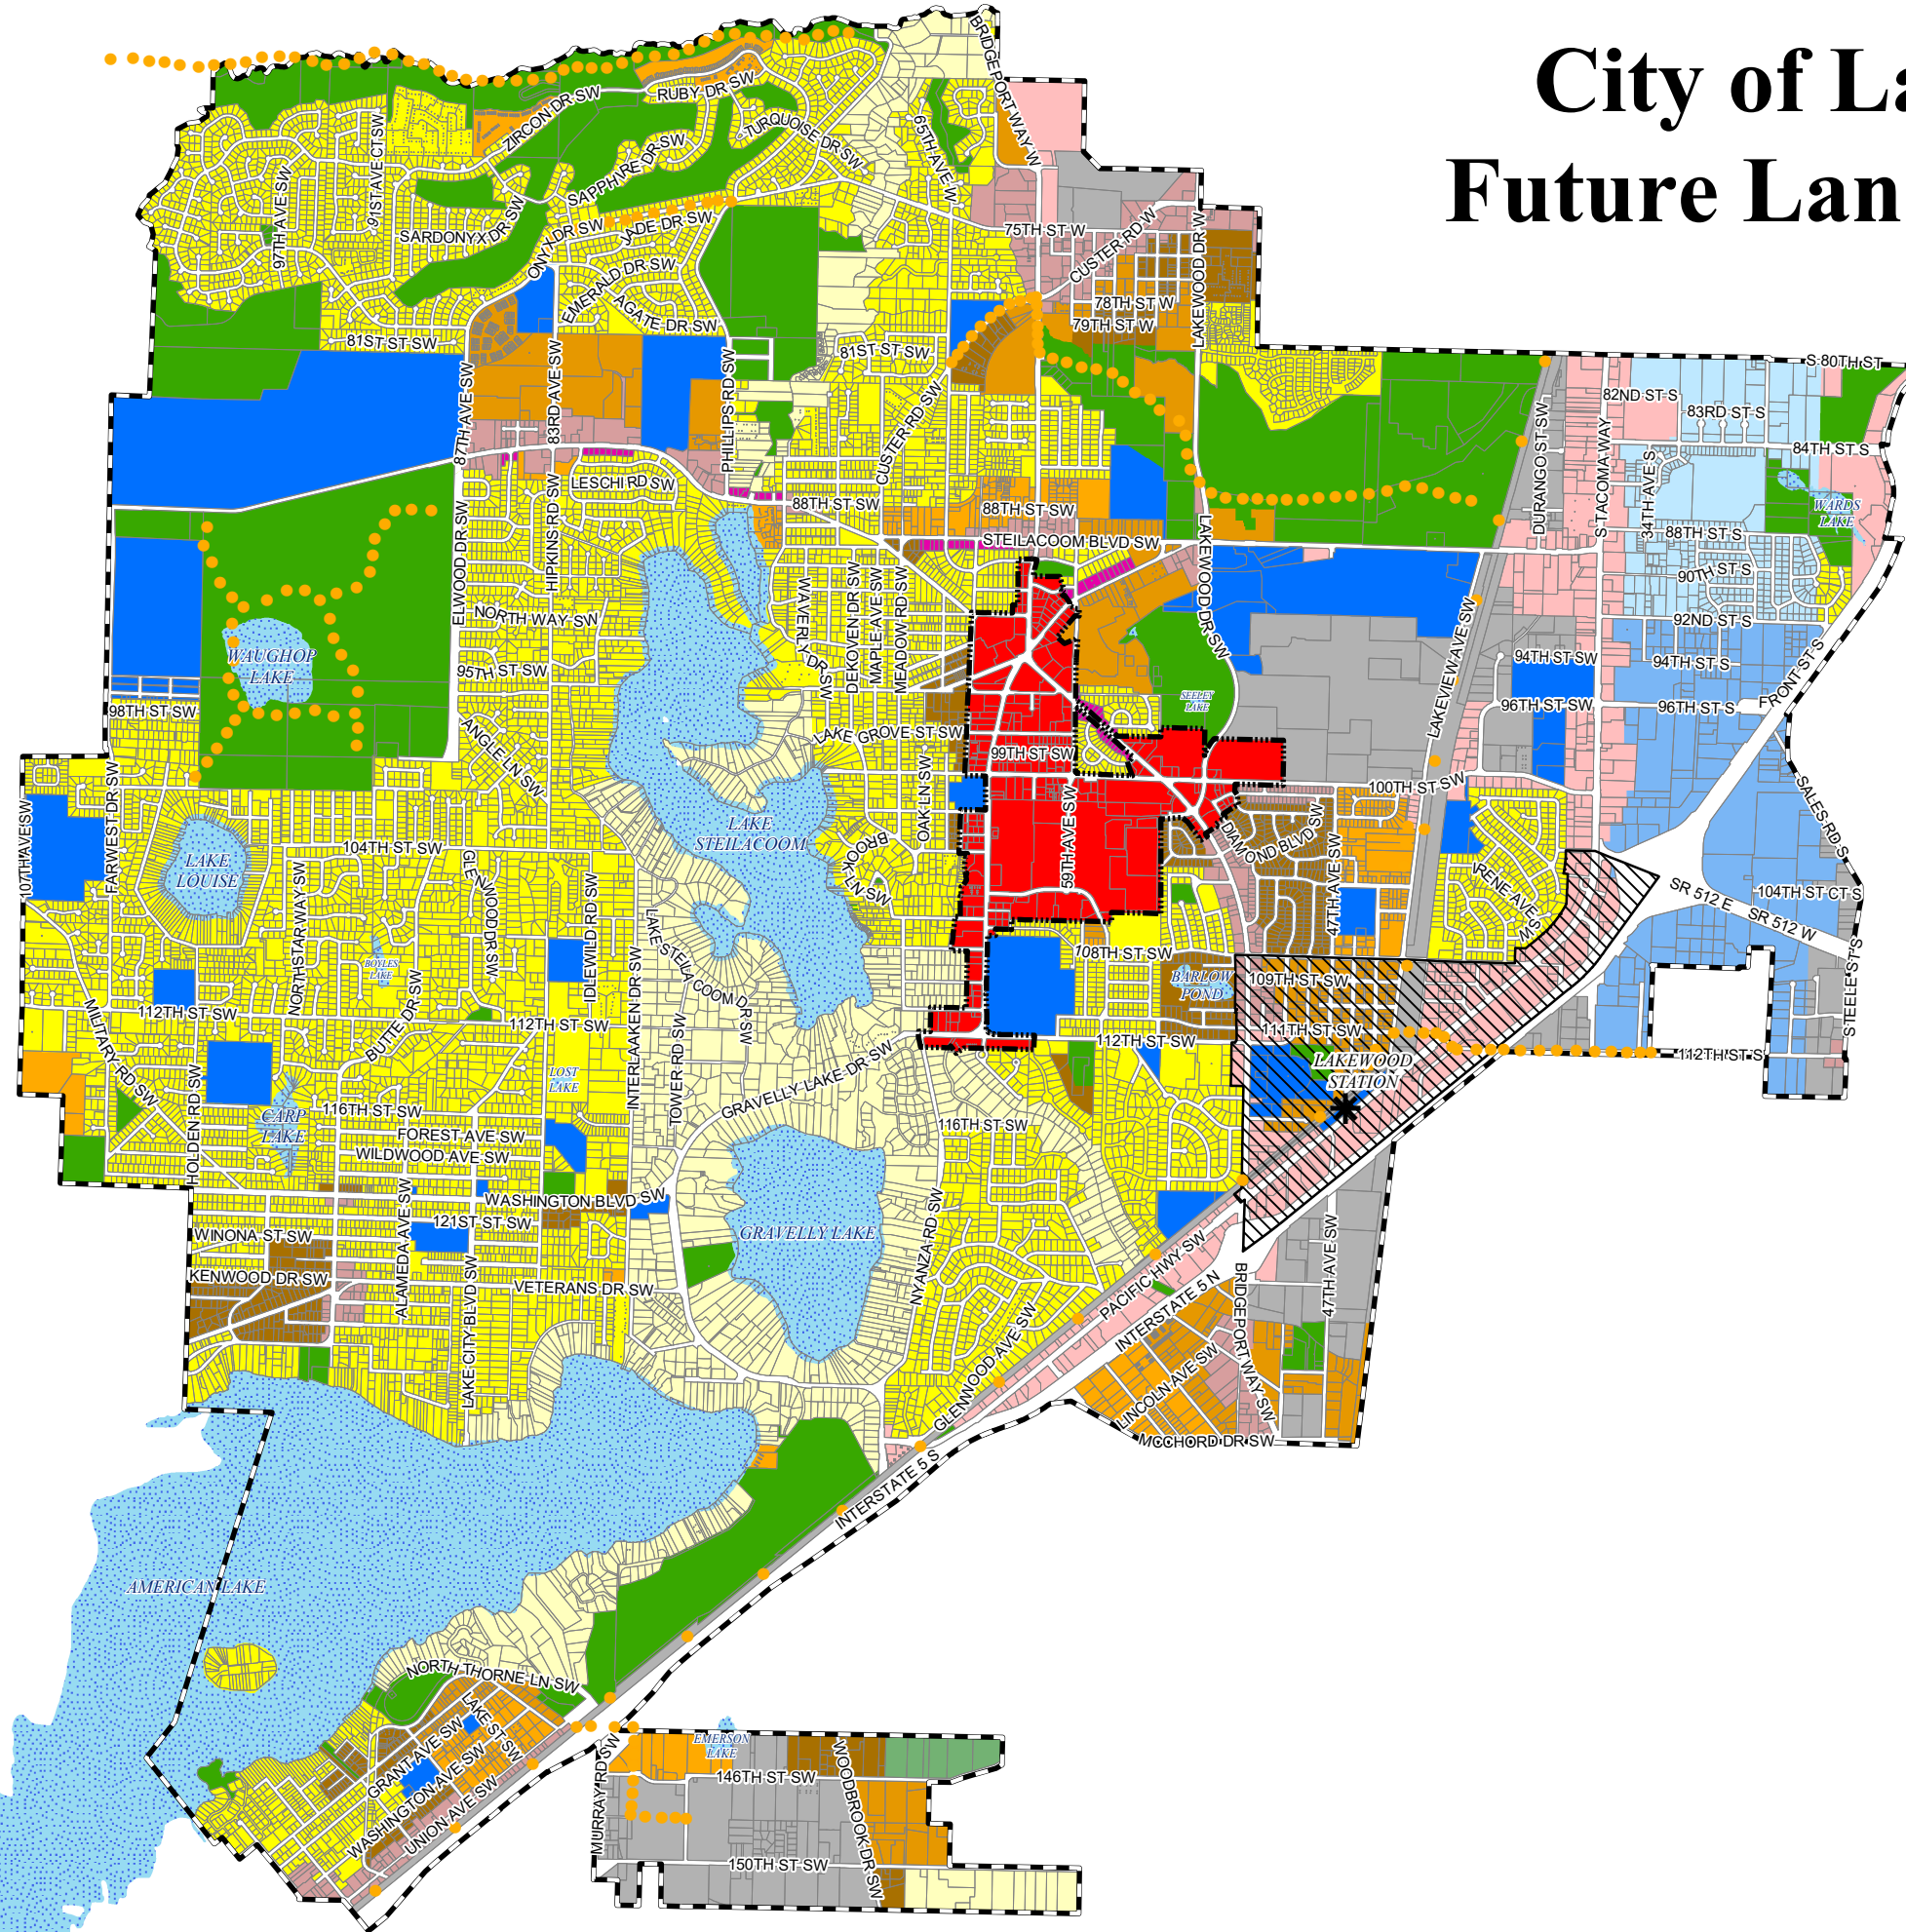 City of La
Future Lan
BRIDGEPORT WAY W
RUBY DR SW
ZIRCON DR SW
TURQUOISE DR SW
65TH AVE W
91ST AVE CT SW
SAPPHIRE DR SW
97TH AVE SW
SARDONYX DR SW
ONYX DR SW
JADE DR SW
75TH ST W
CUSTER RD W
LAKEWOOD DR W
EMERALD DR SW
AGATE DR SW
78TH ST W
79TH ST W
81ST ST SW
81ST ST SW
83RD AVE SW
87TH AVE SW
PHILLIPS RD SW
CUSTER RD SW
S 80TH ST
82ND ST S
83RD ST S
84TH ST S
DURANGO ST SW
S TACOMA WAY
34TH AVE S
WARDS
LAKE
LESCHI RD SW
88TH ST SW
88TH ST SW
88TH ST S
STEILACOOM BLVD SW
LAKEWOOD DR SW
ELWOOD DR SW
HIPKINS RD SW
90TH ST S
92ND ST S
NORTH WAY SW
WAVERLY DR SW
DEKOVEN DR SW
MAPLE AVE SW
MEADOW RD SW
LAKEVIEW AVE SW
WAUGHOP
LAKE
95TH ST SW
94TH ST SW
94TH ST S
FRONT ST S
SEELEY
LAKE
96TH ST SW
96TH ST S
98TH ST SW
ANGLE LN SW
LAKE GROVE ST SW
99TH ST SW
100TH ST SW
OAK LN SW
59TH AVE SW
107TH AVE SW
FARWEST DR SW
LAKE
STEILACOOM
BROOK LN SW
DIAMOND BLVD SW
SALES RD S
LAKE
LOUISE
104TH ST SW
GLENWOOD DR SW
47TH AVE SW
IRENE AVE SW
104TH ST CT S
SR 512 E
SR 512 W
NORTHSTAR WAY SW
IDLEWILD RD SW
LAKE STEILACOOM DR SW
INTERLAAKEN DR SW
BOYLES
LAKE
108TH ST SW
BARLOW
POND
109TH ST SW
STEELE ST S
MILITARY RD SW
112TH ST SW
BUTTE DR SW
112TH ST SW
112TH ST SW
111TH ST SW
112TH ST S
LAKEWOOD
STATION
TOWER RD SW
GRAVELLY LAKE DR SW
LOST
LAKE
HOLDEN RD SW
CARP
LAKE
116TH ST SW
116TH ST SW
FOREST AVE SW
WILDWOOD AVE SW
WASHINGTON BLVD SW
ALAMEDA AVE SW
121ST ST SW
WINONA ST SW
GRAVELLY LAKE
NYANZA RD SW
PACIFIC HWY SW
INTERSTATE 5 N
BRIDGEPORT WAY SW
47TH AVE SW
KENWOOD DR SW
LAKE CITY BLVD SW
VETERANS DR SW
GLENWOOD AVE SW
LINCOLN AVE SW
MCCHORD DR SW
INTERSTATE 5 S
AMERICAN LAKE
NORTH THORNE LN SW
LAKE ST SW
GRANT AVE SW
WASHINGTON AVE SW
UNION AVE SW
MURRAY RD SW
EMERSON
LAKE
146TH ST SW
WOODBROOK DR SW
150TH ST SW